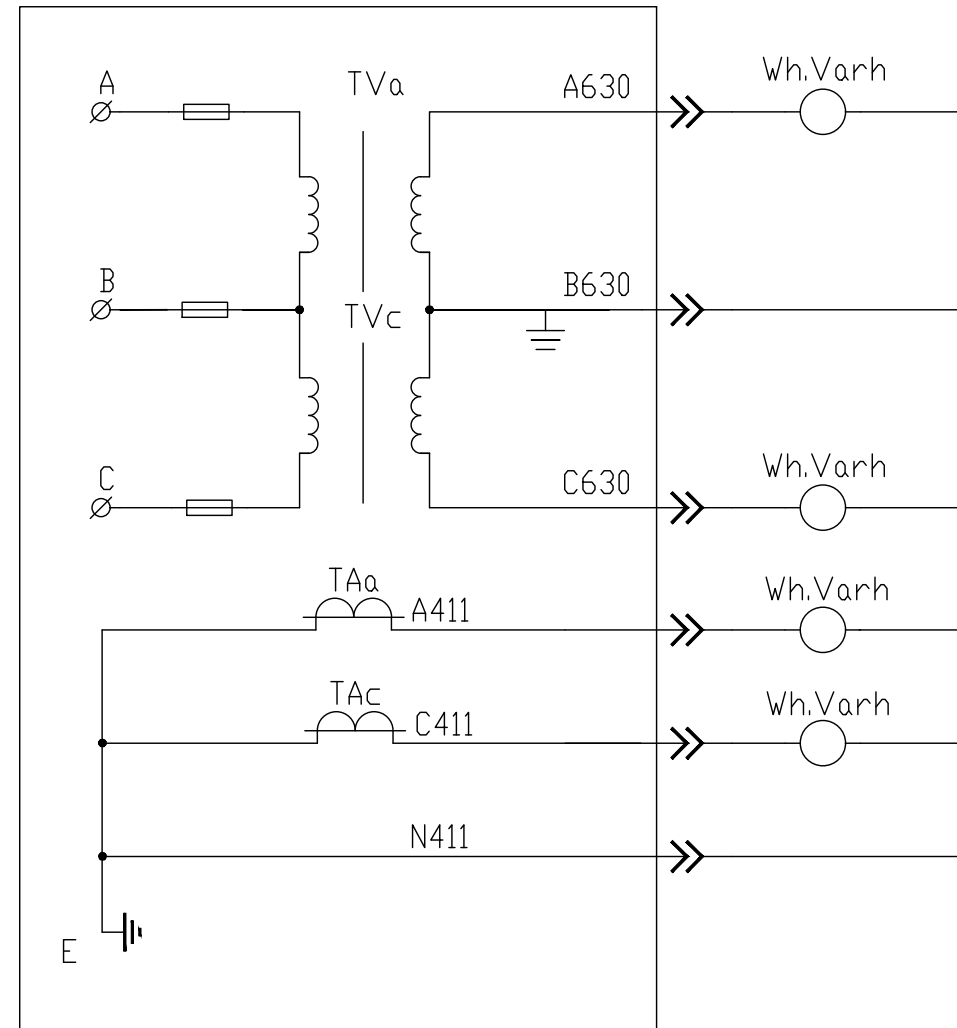 A
TVa
A630
Wh.Varh
B
TVc
B630
C
C630
Wh.Varh
TAa
A411
Wh.Varh
TAc
C411
Wh.Varh
N411
E